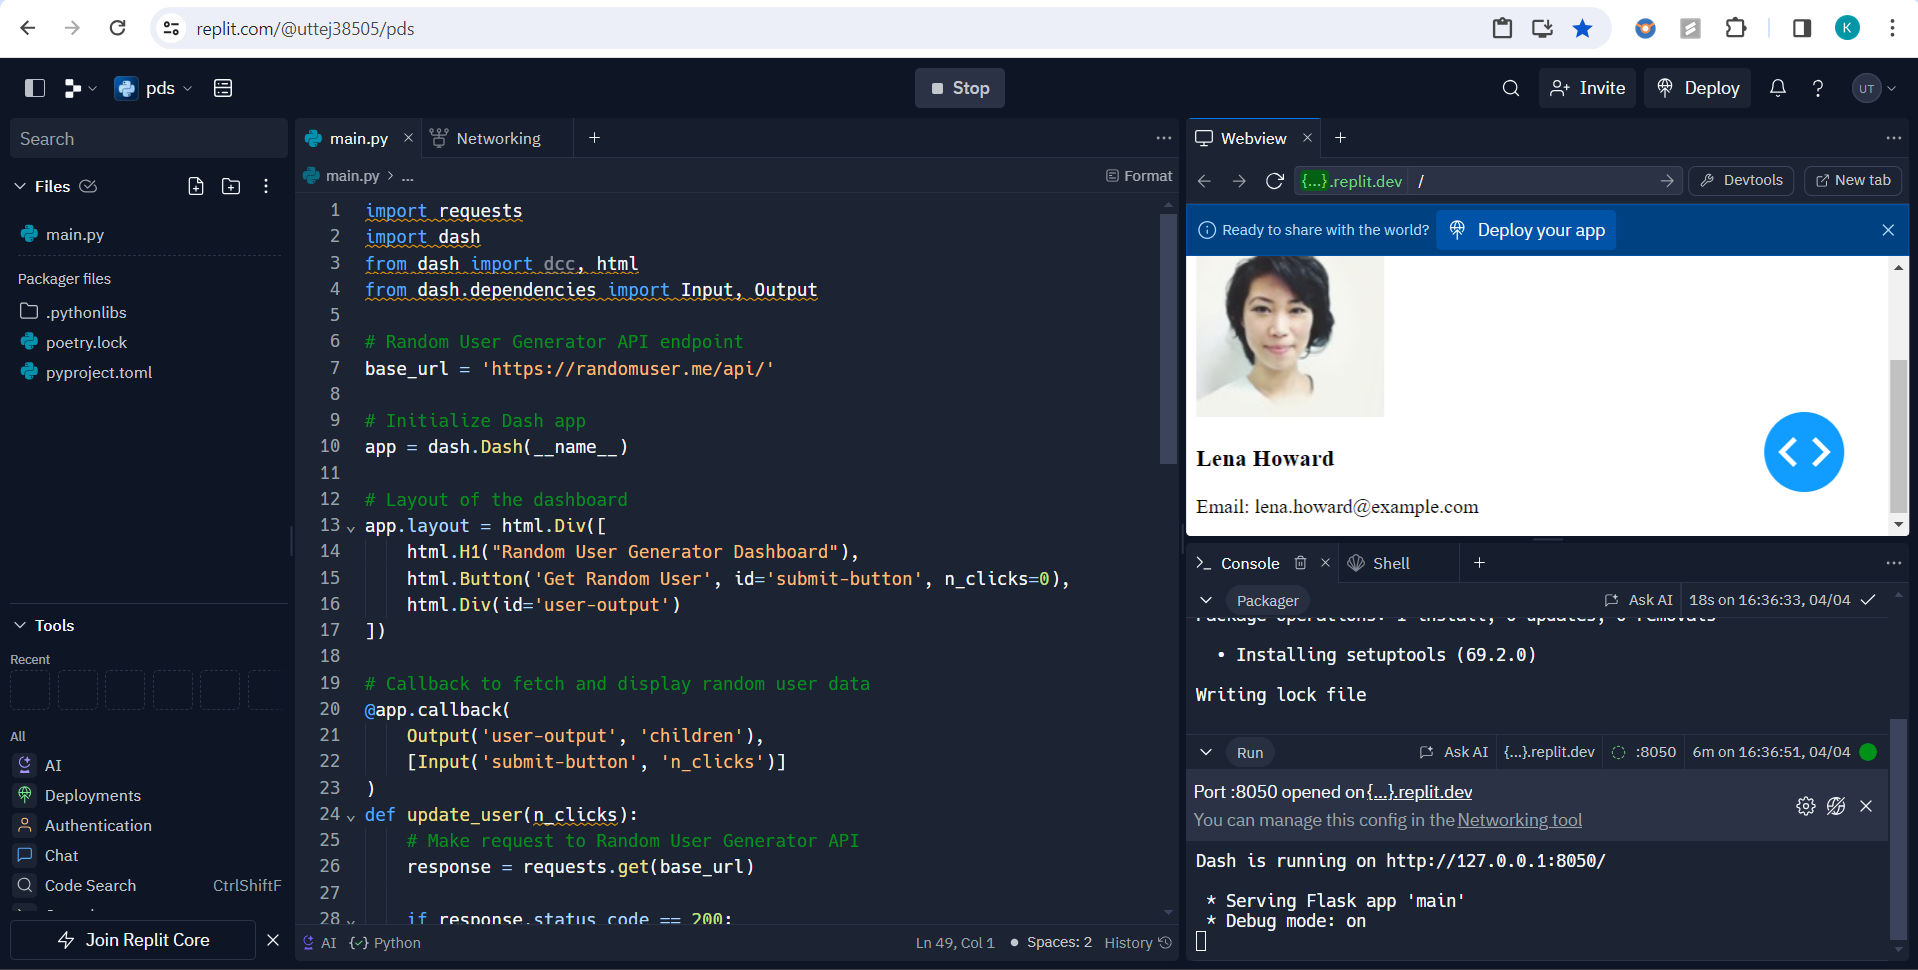 replit.com/@uttej38505/pds
K
pds
Stop
Invite
Deploy
UT
Search
Files
main.py
Packager files
.pythonlibs
poetry.lock
pyproject.toml
Tools
Recent
All
AI
Deployments
Authentication
Chat
Code Search CtrlShiftF
Join Replit Core
main.py
Networking
main.py > ...
Format
1 import requests
2 import dash
3 from dash import dcc, html
4 from dash.dependencies import Input, Output
5
6 # Random User Generator API endpoint
7 base_url = 'https://randomuser.me/api/'
8
9 # Initialize Dash app
10 app = dash.Dash(__name__)
11
12 # Layout of the dashboard
13 app.layout = html.Div([
14 html.H1("Random User Generator Dashboard"),
15 html.Button('Get Random User', id='submit-button', n_clicks=0),
16 html.Div(id='user-output')
17 ])
18
19 # Callback to fetch and display random user data
20 @app.callback(
21 Output('user-output', 'children'),
22 [Input('submit-button', 'n_clicks')]
23 )
24 def update_user(n_clicks):
25 # Make request to Random User Generator API
26 response = requests.get(base_url)
27
28 if response.status_code == 200:
AI {✓} Python
Ln 49, Col 1 • Spaces: 2 History
Webview
{...}.replit.dev /
Devtools
New tab
Ready to share with the world?
Deploy your app
Lena Howard
Email: lena.howard@example.com
Console
Shell
Packager
Ask AI
18s on 16:36:33, 04/04
Package operations: 1 install, 0 updates, 0 removals
• Installing setuptools (69.2.0)
Writing lock file
Run
Ask AI
{...}.replit.dev
:8050
6m on 16:36:51, 04/04
Port :8050 opened on {...}.replit.dev
You can manage this config in the Networking tool
Dash is running on http://127.0.0.1:8050/
* Serving Flask app 'main'
* Debug mode: on